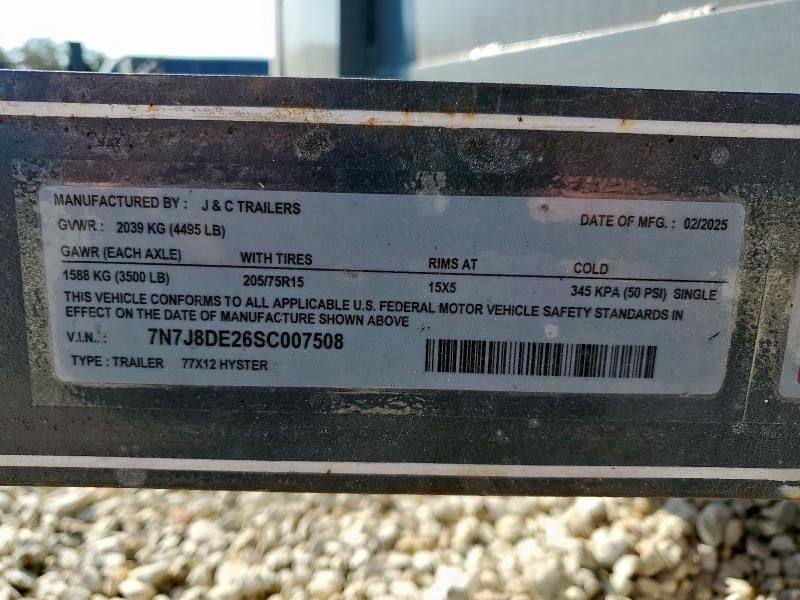 MANUFACTURED BY : J & C TRAILERS
DATE OF MFG. : 02/2025
GVWR : 2039 KG (4495 LB)
GAWR (EACH AXLE) WITH TIRES RIMS AT COLD
1588 KG (3500 LB) 205/75R15 15X5 345 KPA (50 PSI) SINGLE
THIS VEHICLE CONFORMS TO ALL APPLICABLE U.S. FEDERAL MOTOR VEHICLE SAFETY STANDARDS IN
EFFECT ON THE DATE OF MANUFACTURE SHOWN ABOVE
V.I.N.. : 7N7J8DE26SC007508
TYPE : TRAILER 77X12 HYSTER